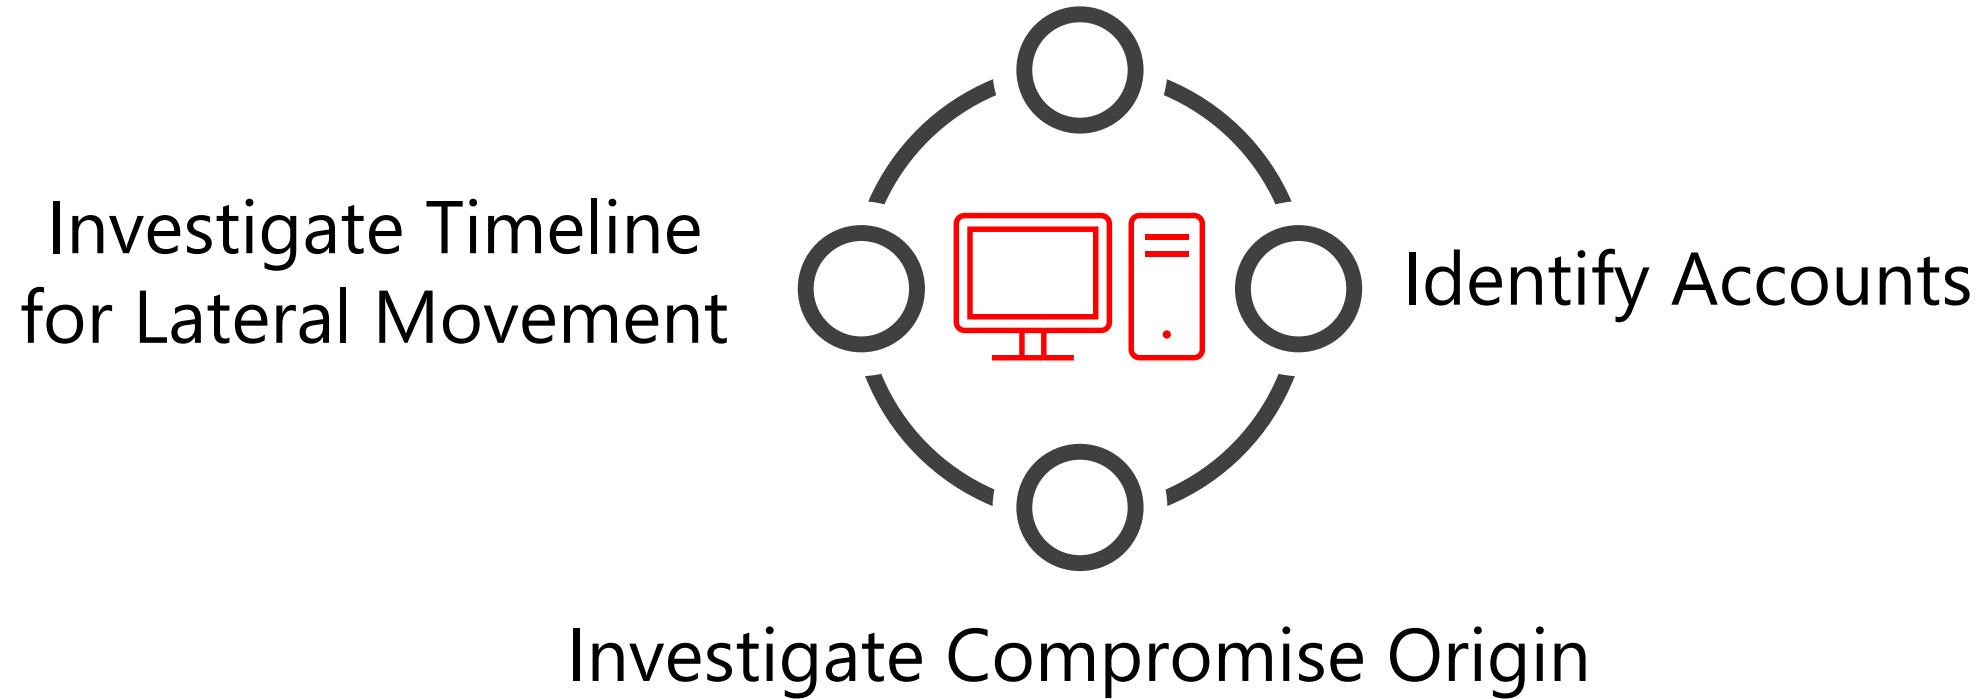 Investigate Timeline
for Lateral Movement
Identify Accounts
Investigate Compromise Origin